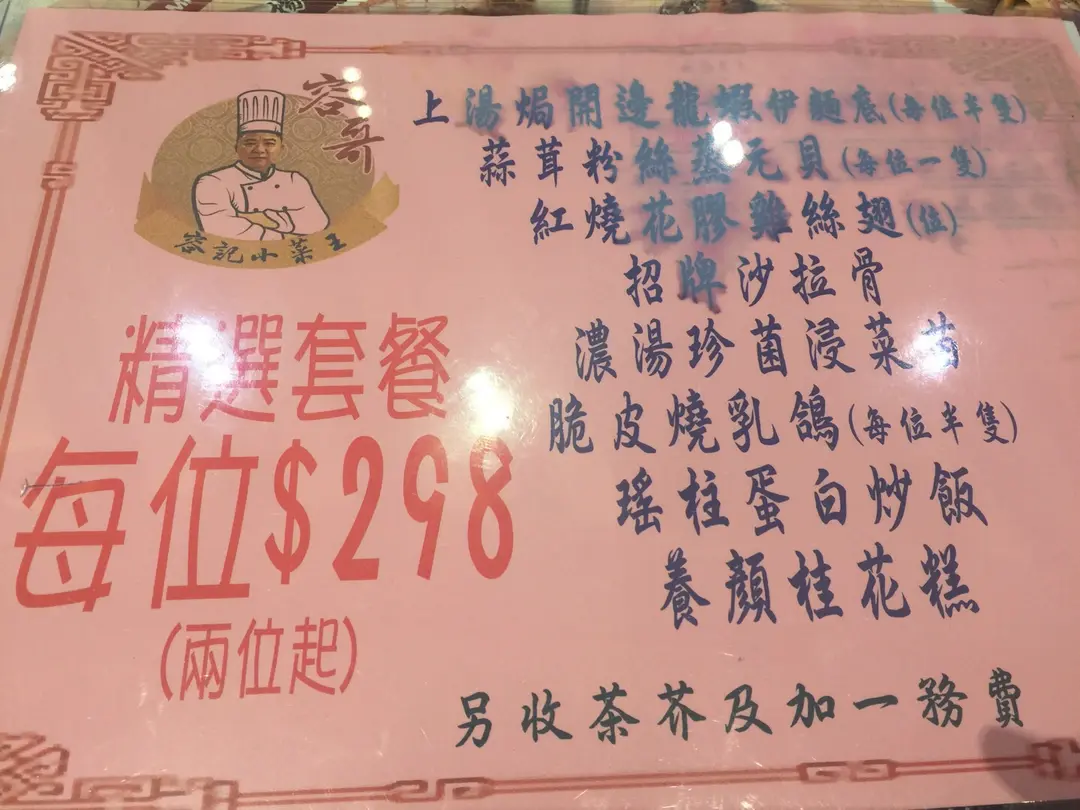 容哥
容記小菜王
精選套餐
每位$298
(兩位起)
上湯焗開邊龍蝦伊麵底(每位半隻)
蒜茸粉絲蒸元貝(每位一隻)
紅燒花膠雞絲翅(位)
招牌沙拉骨
濃湯珍菌浸菜苗
脆皮燒乳鴿(每位半隻)
瑤柱蛋白炒飯
養顏桂花糕
另收茶芥及加一務費